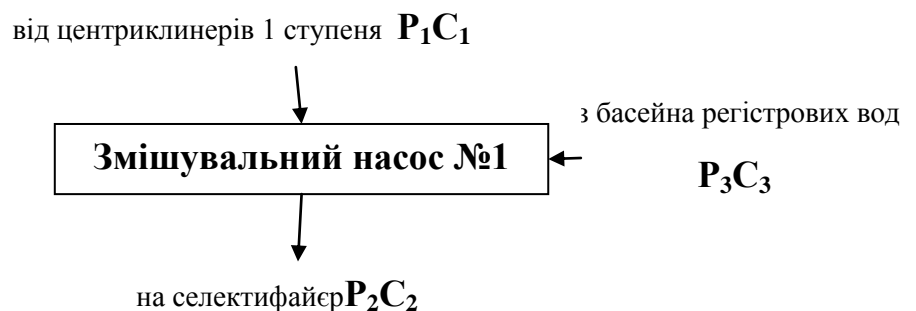 від центриклинерів 1 ступеня P₁C₁
з басейна регістрових вод
Змішувальний насос №1
P₃C₃
на селектифайєр P₂C₂